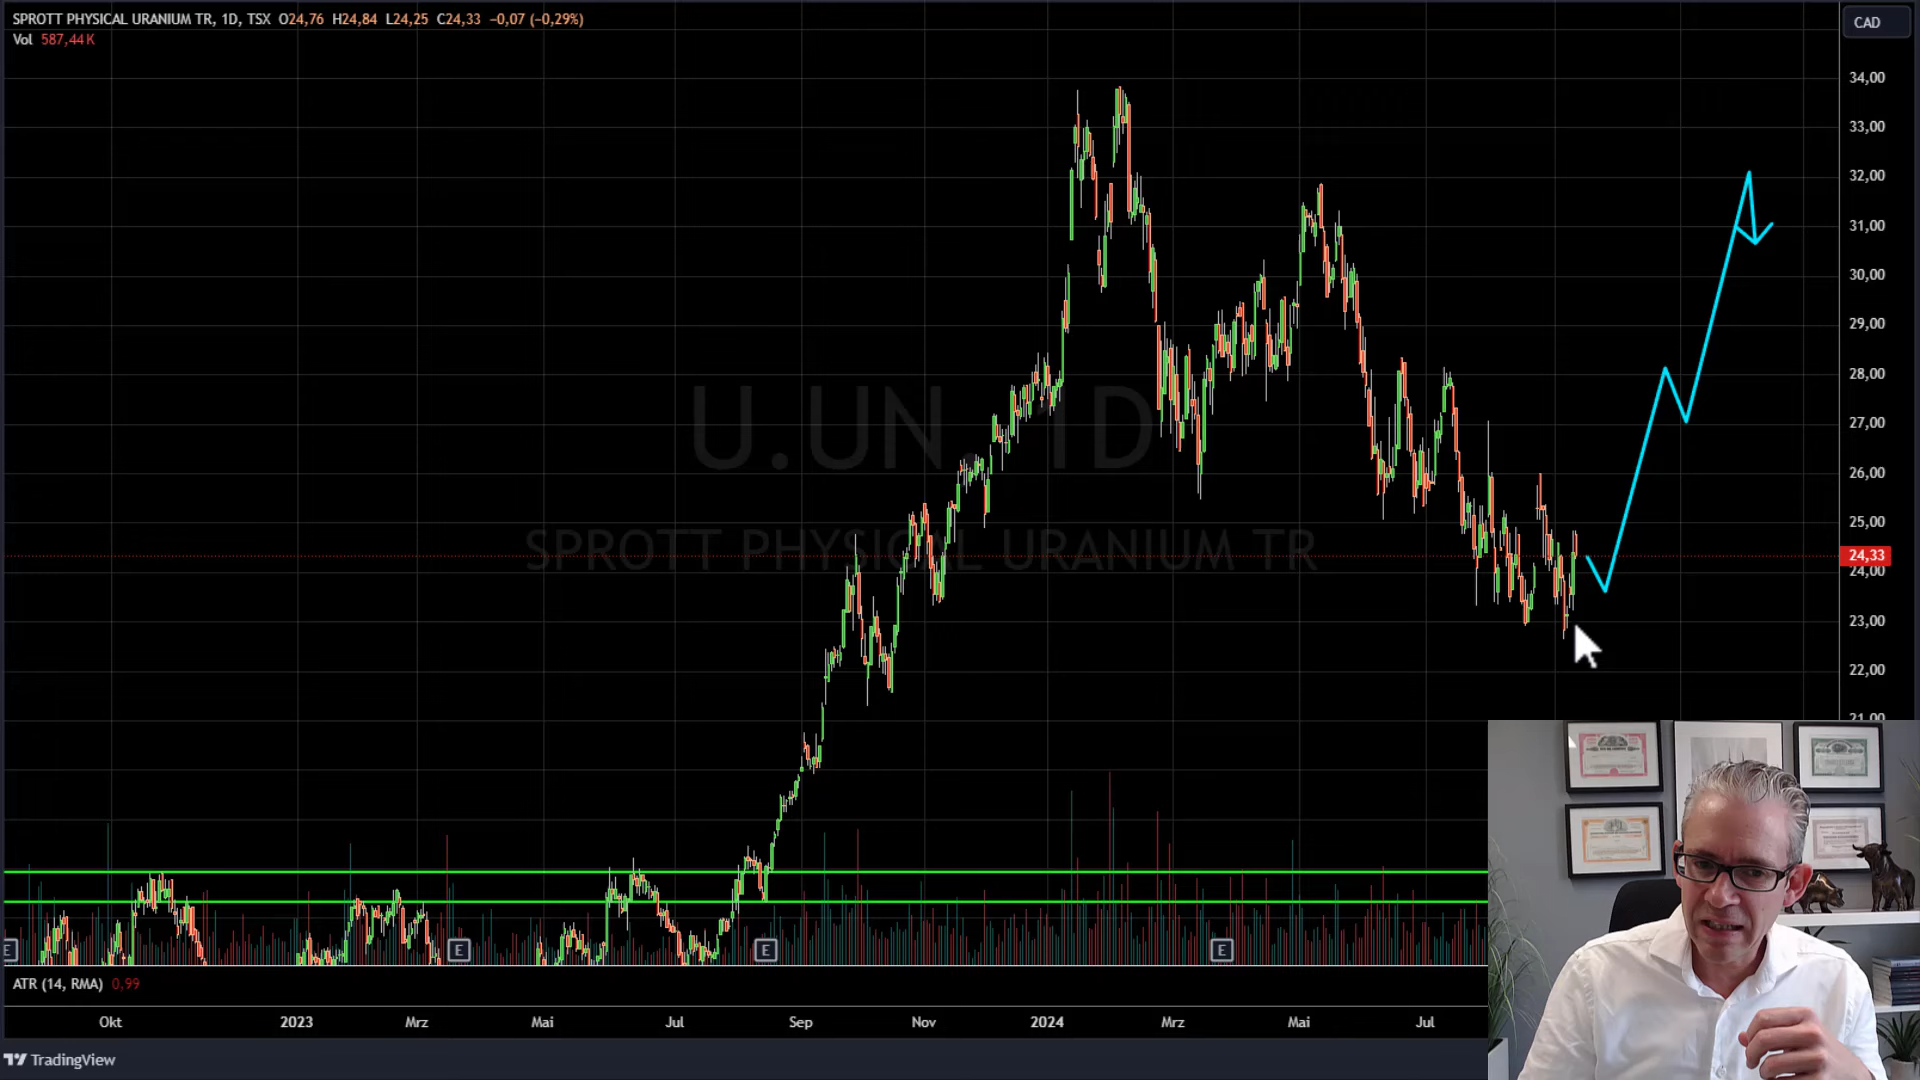 SPROTT PHYSICAL URANIUM TR, 1D, TSX O24,76 H24,84 L24,25 C24,33 −0,07 (−0,29%)
CAD
Vol 587,44K
34,00
33,00
32,00
31,00
30,00
29,00
28,00
U.UN, 1D
27,00
26,00
25,00
SPROTT PHYSICAL URANIUM TR
24,33
24,00
23,00
22,00
21,00
E E E E
ATR (14, RMA) 0,99
Okt 2023 Mrz Mai Jul Sep Nov 2024 Mrz Mai Jul
TradingView